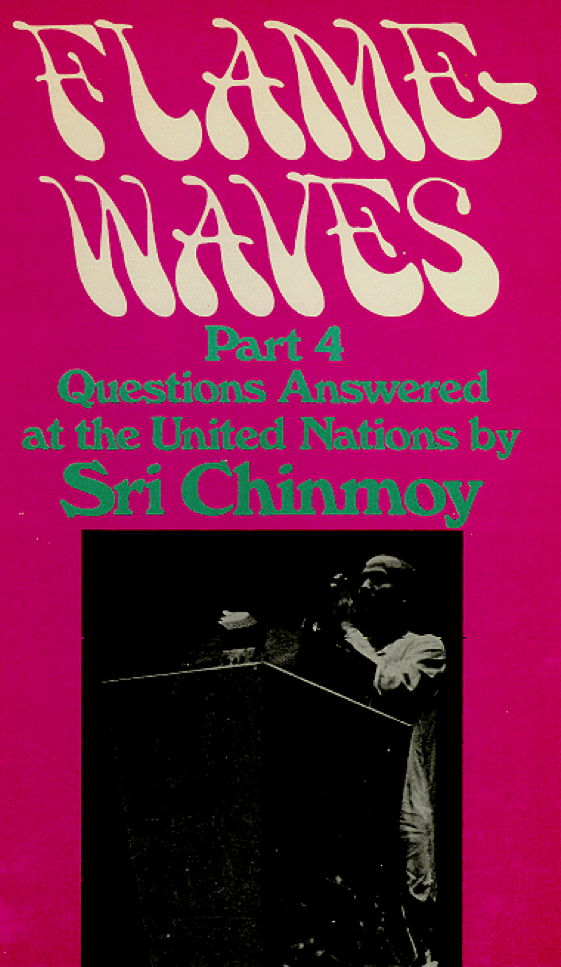 FLAME-
WAVES
Part 4
Questions Answered
at the United Nations by
Sri Chinmoy